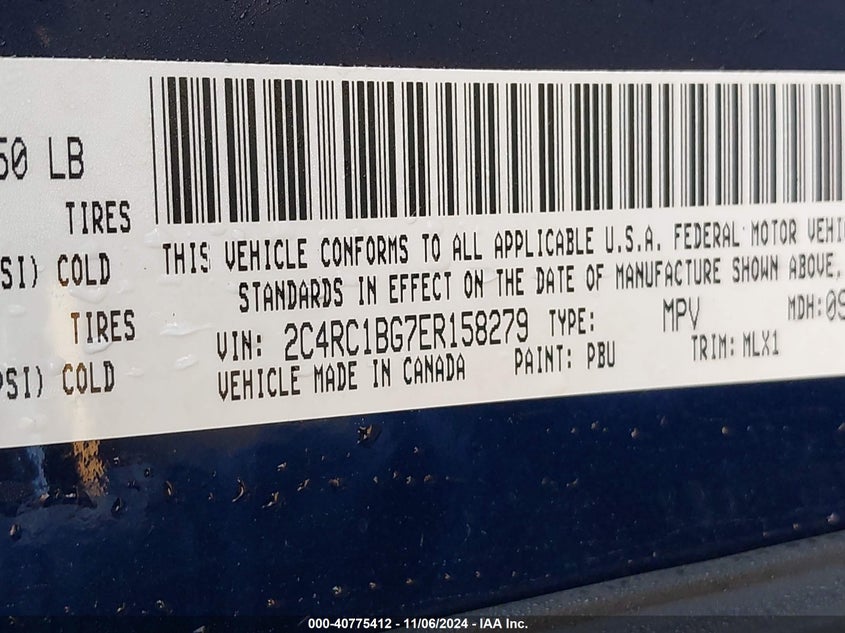 50 LB
TIRES
SI) COLD
TIRES
PSI) COLD
THIS VEHICLE CONFORMS TO ALL APPLICABLE U.S.A. FEDERAL MOTOR VEHI
STANDARDS IN EFFECT ON THE DATE OF MANUFACTURE SHOWN ABOVE,
VIN: 2C4RC1BG7ER158279 TYPE: MPV MDH: 09
VEHICLE MADE IN CANADA PAINT: PBU TRIM: MLX1
000-40775412 - 11/06/2024 - IAA Inc.